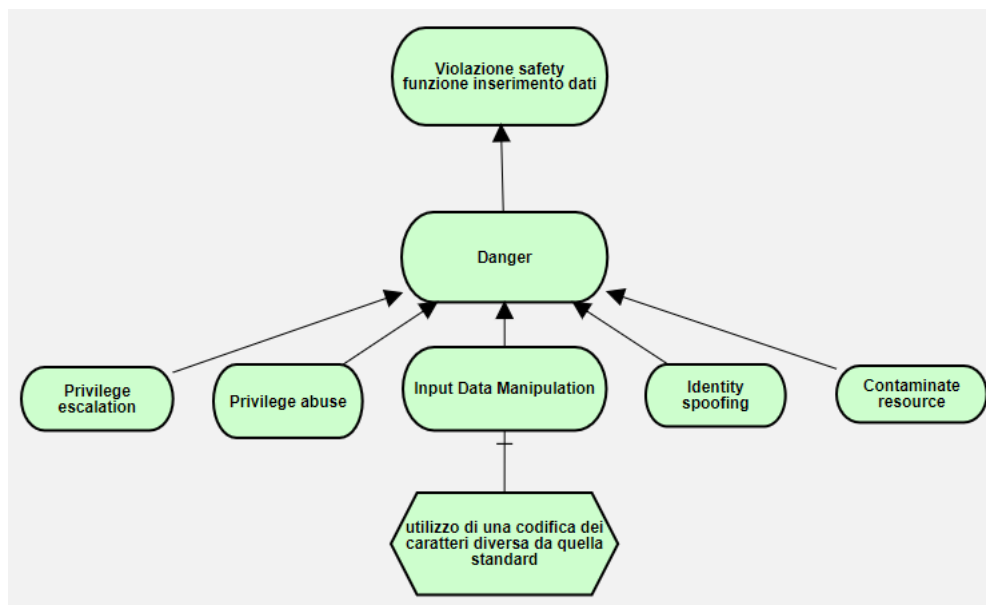 Violazione safety
funzione inserimento dati
Danger
Privilege
escalation
Privilege abuse
Input Data Manipulation
Identity
spoofing
Contaminate
resource
utilizzo di una codifica dei
caratteri diversa da quella
standard